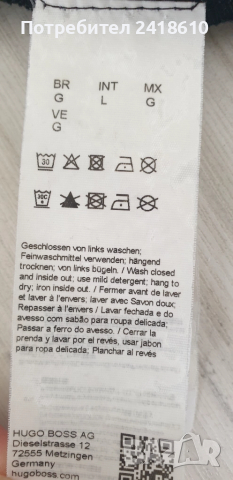 Потребител 2418610
BR INT MX
G L G
VE
G
30
30C
Geschlossen von links waschen;
Feinwaschmittel verwenden; hängend
trocknen; von links bügeln. / Wash closed
and inside out; use mild detergent; hang to
dry; iron inside out. / Fermer avant de laver
et laver à l'envers; laver avec Savon doux;
Repasser à l'envers / Lavar fechada e do
avesso com sabão para roupa delicada;
Passar a ferro do avesso. / Cerrar la
prenda y lavar por el revés, usar jabon
para ropa delicada; Planchar al revés
HUGO BOSS AG
Dieselstrasse 12
72555 Metzingen
Germany
hugoboss.com
bazar